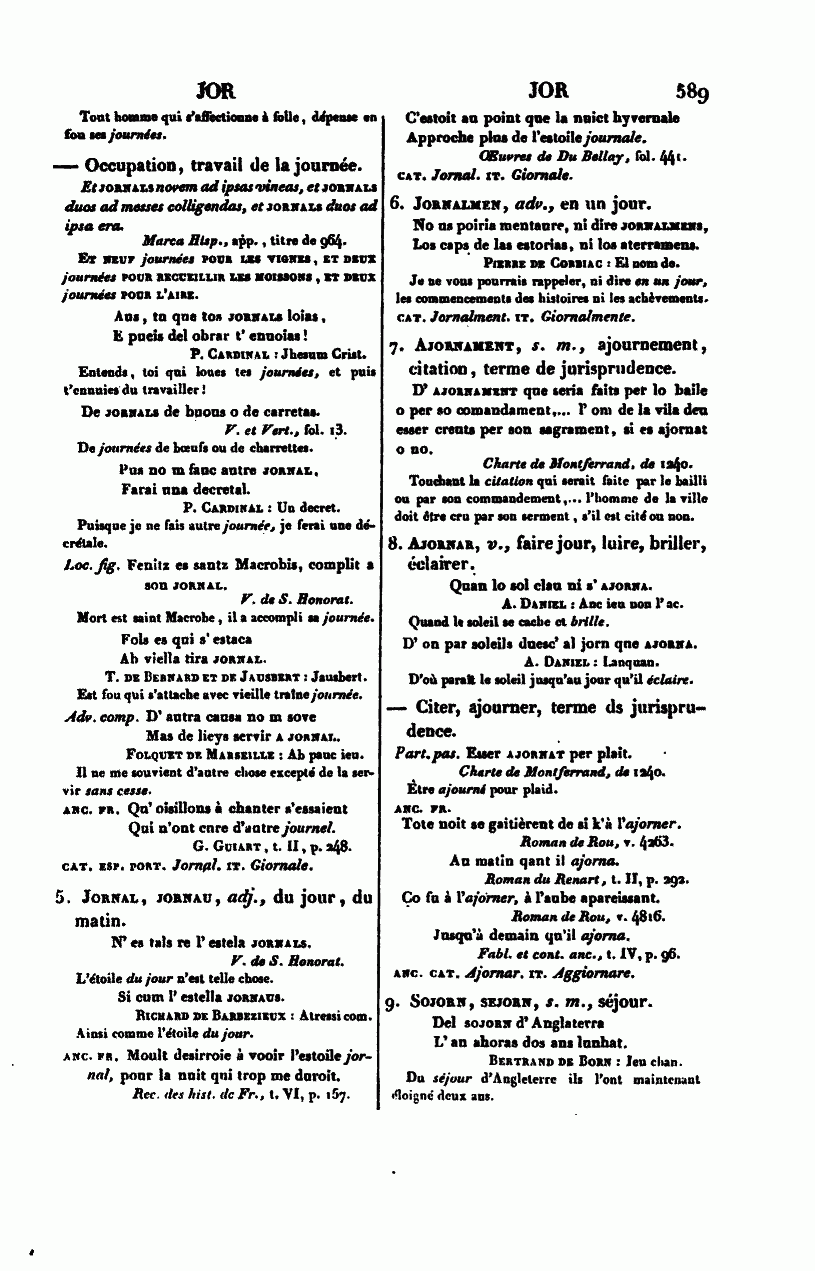 JOR
JOR 589
Tout homme qui s'affectionne à folle, dépense en
fou ses journées.
— Occupation, travail de la journée.
Et JORNALS novem ad ipsas vineas, et JORNALS
duos ad messes colligendas, et JORNALS duos ad
ipsa era.
Marca Hisp., app., titre de 964.
ET NEUF journées POUR LES VIGNES, ET DEUX
journées POUR RECUEILLIR LES MOISSONS, ET DEUX
journées POUR L'AIRE.
Aus, tu que tos JORNALS loias,
E pueis del obrar t' ennoias!
P. CARDINAL : Jhesum Crist.
Entends, toi qui loues tes journées, et puis
t'ennuies du travailler!
De JORNALS de buous o de carretas.
V. et Vert., fol. 13.
De journées de bœufs ou de charrettes.
Pus no m fauc autre JORNAL,
Farai una decretal.
P. CARDINAL : Un decret.
Puisque je ne fais autre journée, je ferai une dé-
crétale.
Loc. fig. Fenitz es santz Macrobis, complit a
son JORNAL.
V. de S. Honorat.
Mort est saint Macrobe, il a accompli sa journée.
Fols es qui s' estaca
Ab viella tira JORNAL.
T. DE BERNARD ET DE JAUSBERT : Jausbert.
Est fou qui s'attache avec vieille traîne journée.
Adv. comp. D' autra causa no m sove
Mas de lieys servir A JORNAL.
FOLQUET DE MARSEILLE : Ab pauc ieu.
Il ne me souvient d'autre chose excepté de la ser-
vir sans cesse.
ANC. FR. Qu' oisillons à chanter s'essaient
Qui n'ont cure d'autre journel.
G. GUIART, t. II, p. 248.
CAT. ESP. PORT. Jornal. IT. Giornale.
5. JORNAL, JORNAU, adj., du jour, du
matin.
N' es tals re l' estela JORNALS.
V. de S. Honorat.
L'étoile du jour n'est telle chose.
Si cum l' estella JORNAUS.
RICHARD DE BARBEZIEUX : Atressi com.
Ainsi comme l'étoile du jour.
ANC. FR. Moult desirroie à vooir l'estoile jor-
nal, pour la nuit qui trop me duroit.
Rec. des hist. de Fr., t. VI, p. 157.
C'estoit au point que la nuict hyvernale
Approche plus de l'estoile journale.
Œuvres de Du Bellay, fol. 441.
CAT. Jornal. IT. Giornale.
6. JORNALMEN, adv., en un jour.
No us poiria mentaure, ni dire JORNALMENS,
Los caps de las estorias, ni los aterramens.
PIERRE DE CORBIAC : El nom de.
Je ne vous pourrais rappeler, ni dire en un jour,
les commencements des histoires ni les achèvements.
CAT. Jornalment. IT. Giornalmente.
7. AJORNAMENT, s. m., ajournement,
citation, terme de jurisprudence.
D' AJORNAMENT que seria faits per lo baile
o per so comandament,... l' om de la vila deu
esser creuts per son sagrament, si es ajornat
o no.
Charte de Montferrand, de 1240.
Touchant la citation qui serait faite par le bailli
ou par son commandement,... l'homme de la ville
doit être cru par son serment, s'il est cité ou non.
8. AJORNAR, v., faire jour, luire, briller,
éclairer.
Quan lo sol clau ni s' AJORNA.
A. DANIEL : Anc ieu non l' ac.
Quand le soleil se cache et brille.
D' on par soleils duesc' al jorn que AJORNA.
A. DANIEL : Lanquan.
D'où paraît le soleil jusqu'au jour qu'il éclaire.
— Citer, ajourner, terme ds jurispru-
dence.
Part. pas. Esser AJORNAT per plait.
Charte de Montferrand, de 1240.
Être ajourné pour plaid.
ANC. FR.
Tote noit se gaitièrent de si k'à l'ajorner.
Roman de Rou, v. 4263.
Au matin qant il ajorna.
Roman du Renart, t. II, p. 292.
Ço fu à l'ajorner, à l'aube apareissant.
Roman de Rou, v. 4816.
Jusqu'à demain qu'il ajorna.
Fabl. et cont. anc., t. IV, p. 96.
ANC. CAT. Ajornar. IT. Aggiornare.
9. SOJORN, SEJORN, s. m., séjour.
Del SOJORN d' Anglaterra
L' an ahoras dos ans lunhat.
BERTRAND DE BORN : Ieu chan.
Du séjour d'Angleterre ils l'ont maintenant
éloigné deux ans.